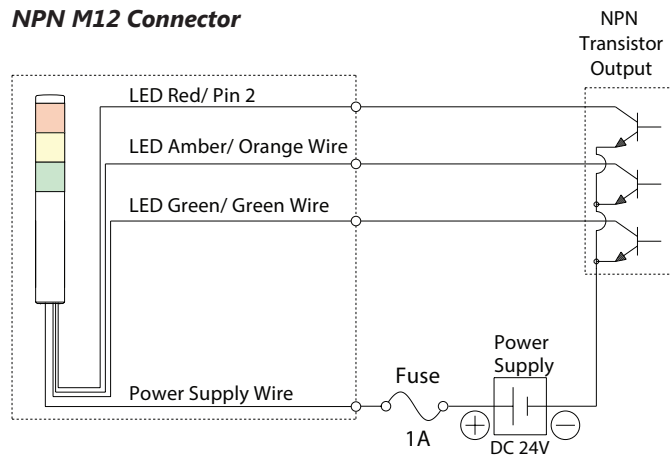 NPN M12 Connector
NPN
Transistor
Output
LED Red/ Pin 2
LED Amber/ Orange Wire
LED Green/ Green Wire
Power Supply Wire
Fuse
1A
Power
Supply
+
−
DC 24V